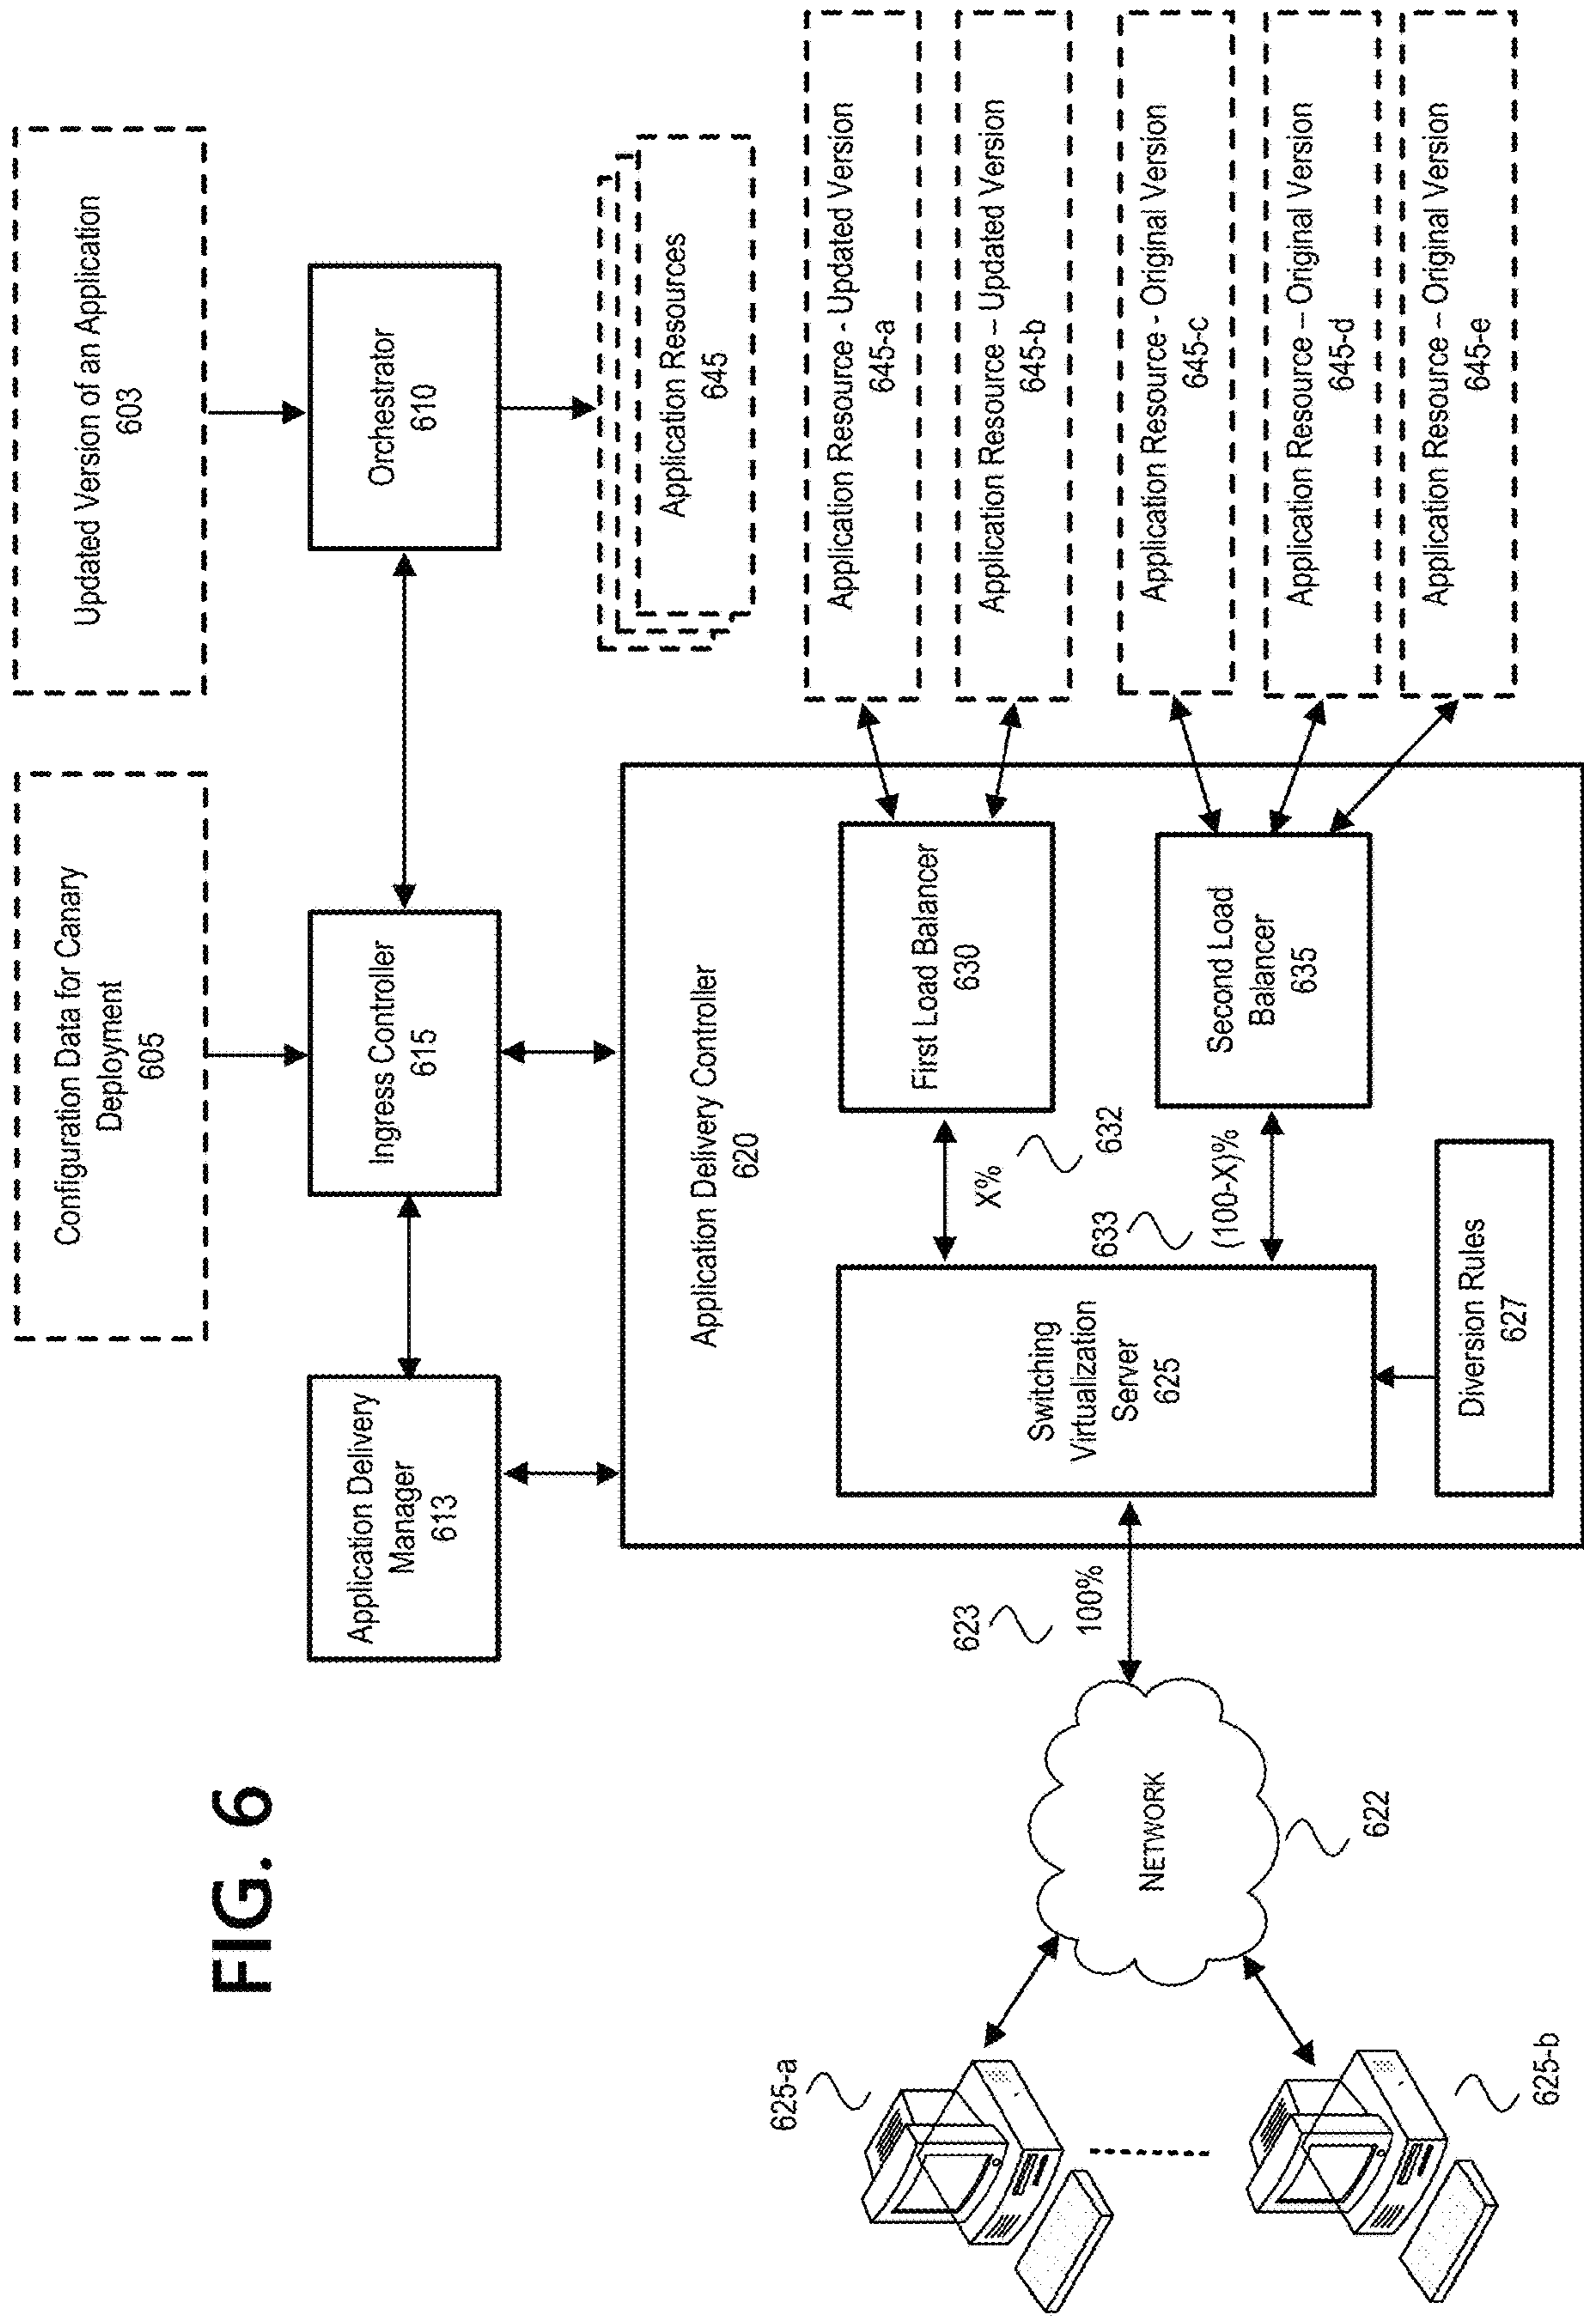 FIG. 6
Configuration Data for Canary
Deployment
605
Updated Version of an Application
603
Application Delivery
Manager
613
Ingress Controller
615
Orchestrator
610
Application Resources
645
Application Delivery Controller
620
625-a
625-b
NETWORK
622
623
100%
Switching
Virtualization
Server
625
X%
632
633
(100-X)%
First Load Balancer
630
Second Load
Balancer
635
Diversion Rules
627
Application Resource - Updated Version
645-a
Application Resource – Updated Version
645-b
Application Resource - Original Version
645-c
Application Resource – Original Version
645-d
Application Resource – Original Version
645-e